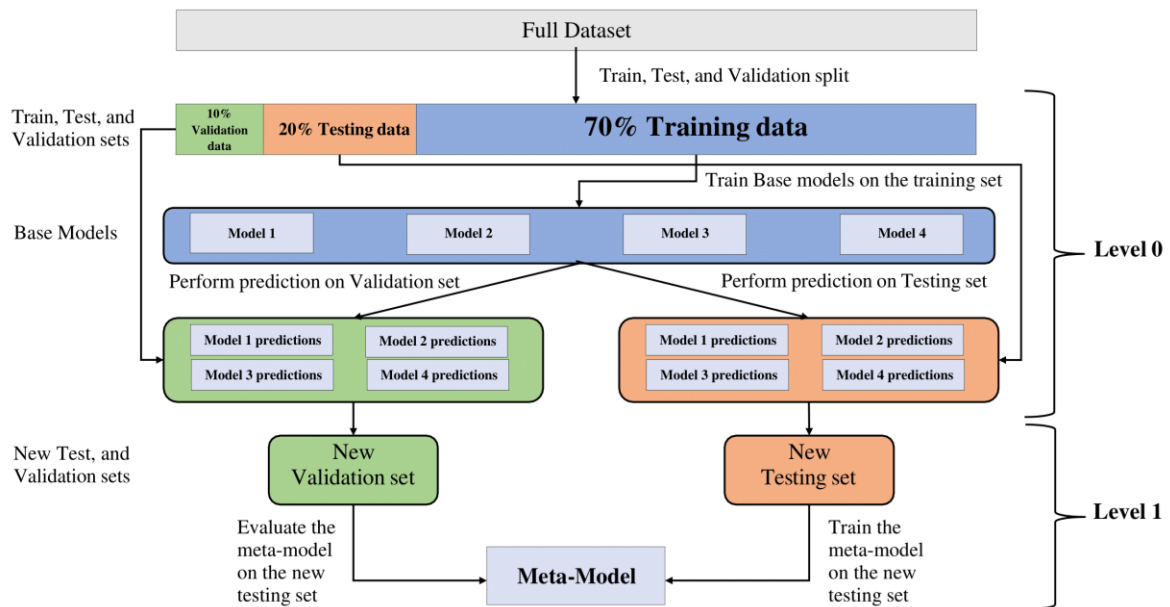 Full Dataset
Train, Test, and Validation split
Train, Test, and
Validation sets
10%
Validation
data
20% Testing data
70% Training data
Train Base models on the training set
Base Models
Model 1
Model 2
Model 3
Model 4
Level 0
Perform prediction on Validation set
Perform prediction on Testing set
Model 1 predictions
Model 2 predictions
Model 3 predictions
Model 4 predictions
Model 1 predictions
Model 2 predictions
Model 3 predictions
Model 4 predictions
New Test, and
Validation sets
New
Validation set
New
Testing set
Level 1
Evaluate the
meta-model
on the new
testing set
Meta-Model
Train the
meta-model
on the new
testing set